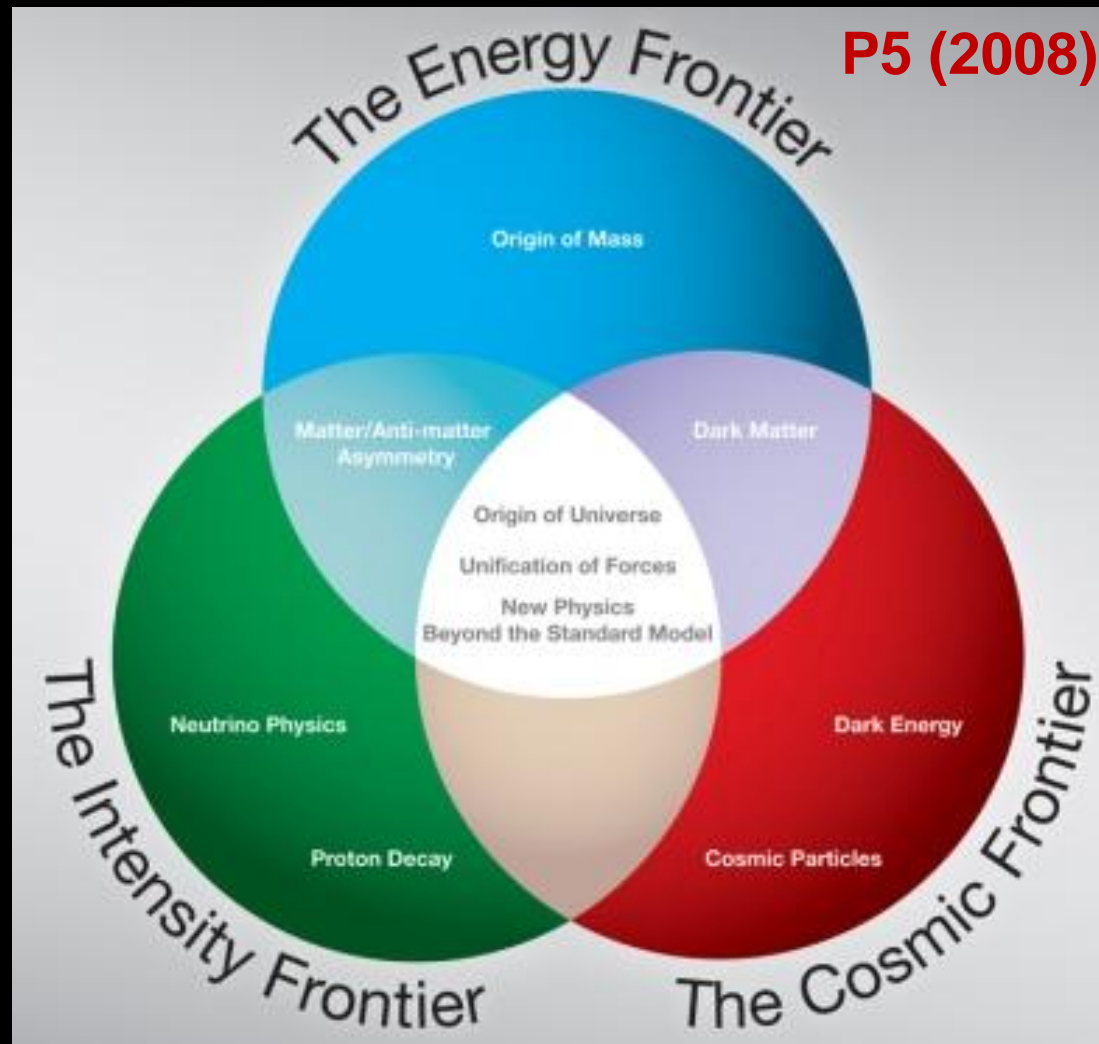 P5 (2008)
The Energy Frontier
Origin of Mass
Matter/Anti-matter
Asymmetry
Dark Matter
Origin of Universe
Unification of Forces
New Physics
Beyond the Standard Model
Neutrino Physics
Dark Energy
Proton Decay
Cosmic Particles
The Intensity Frontier
The Cosmic Frontier